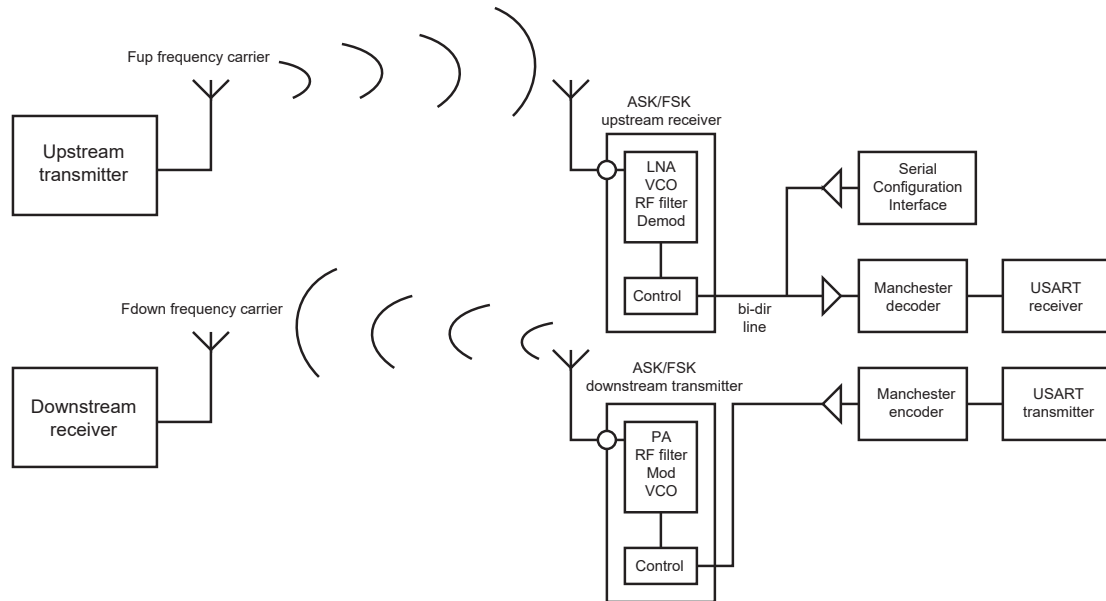 Fup frequency carrier
Upstream
transmitter
ASK/FSK
upstream receiver
LNA
VCO
RF filter
Demod
Control
bi-dir
line
Serial
Configuration
Interface
Manchester
decoder
USART
receiver
Fdown frequency carrier
Downstream
receiver
ASK/FSK
downstream transmitter
PA
RF filter
Mod
VCO
Control
Manchester
encoder
USART
transmitter